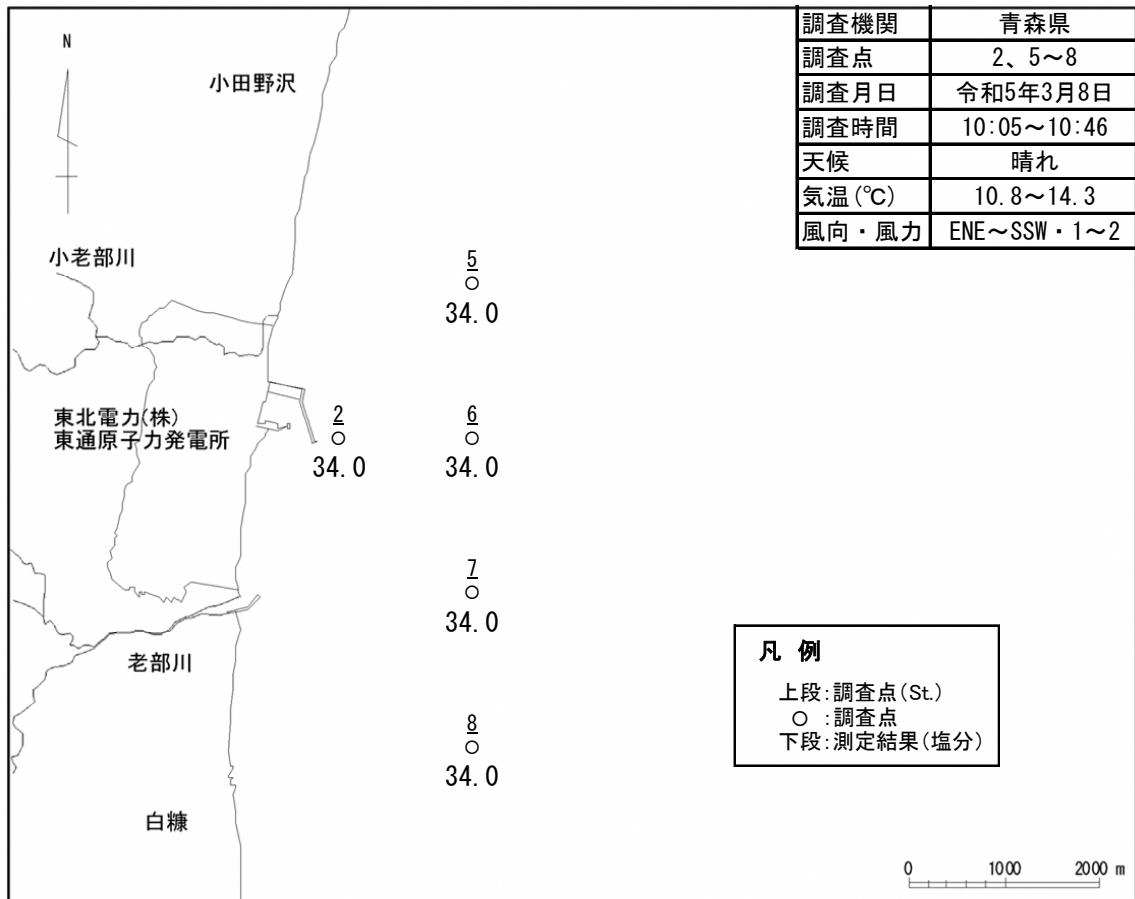 調査機関 青森県
調査点 2、5～8
調査月日 令和5年3月8日
調査時間 10:05～10:46
天候 晴れ
気温(℃) 10.8～14.3
風向・風力 ENE～SSW・1～2
N
小田野沢
小老部川
5
34.0
東北電力(株)
東通原子力発電所
2
34.0
6
34.0
7
34.0
老部川
8
34.0
白糠
凡 例
上段:調査点(St.)
○ :調査点
下段:測定結果(塩分)
0 1000 2000 m